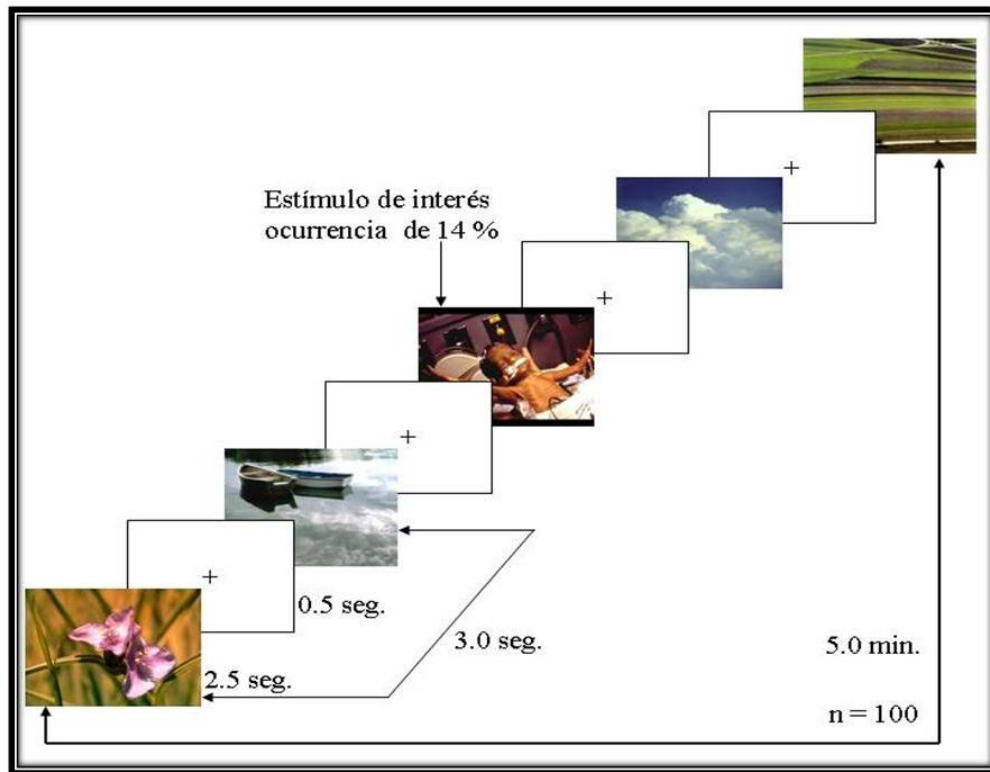 Estímulo de interés
ocurrencia de 14 %
+
+
+
+
0.5 seg.
3.0 seg.
5.0 min.
2.5 seg.
n = 100